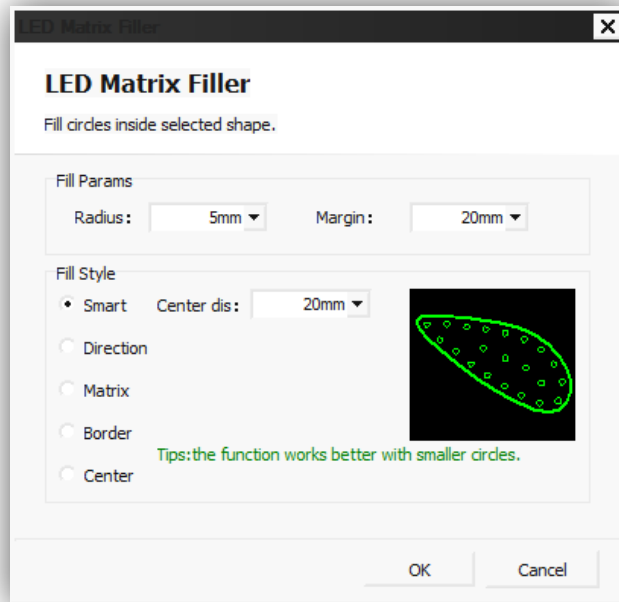 LED Matrix Filler
LED Matrix Filler
Fill circles inside selected shape.
Fill Params
Radius: 5mm Margin: 20mm
Fill Style
Smart Center dis: 20mm
Direction
Matrix
Border
Tips:the function works better with smaller circles.
Center
OK Cancel